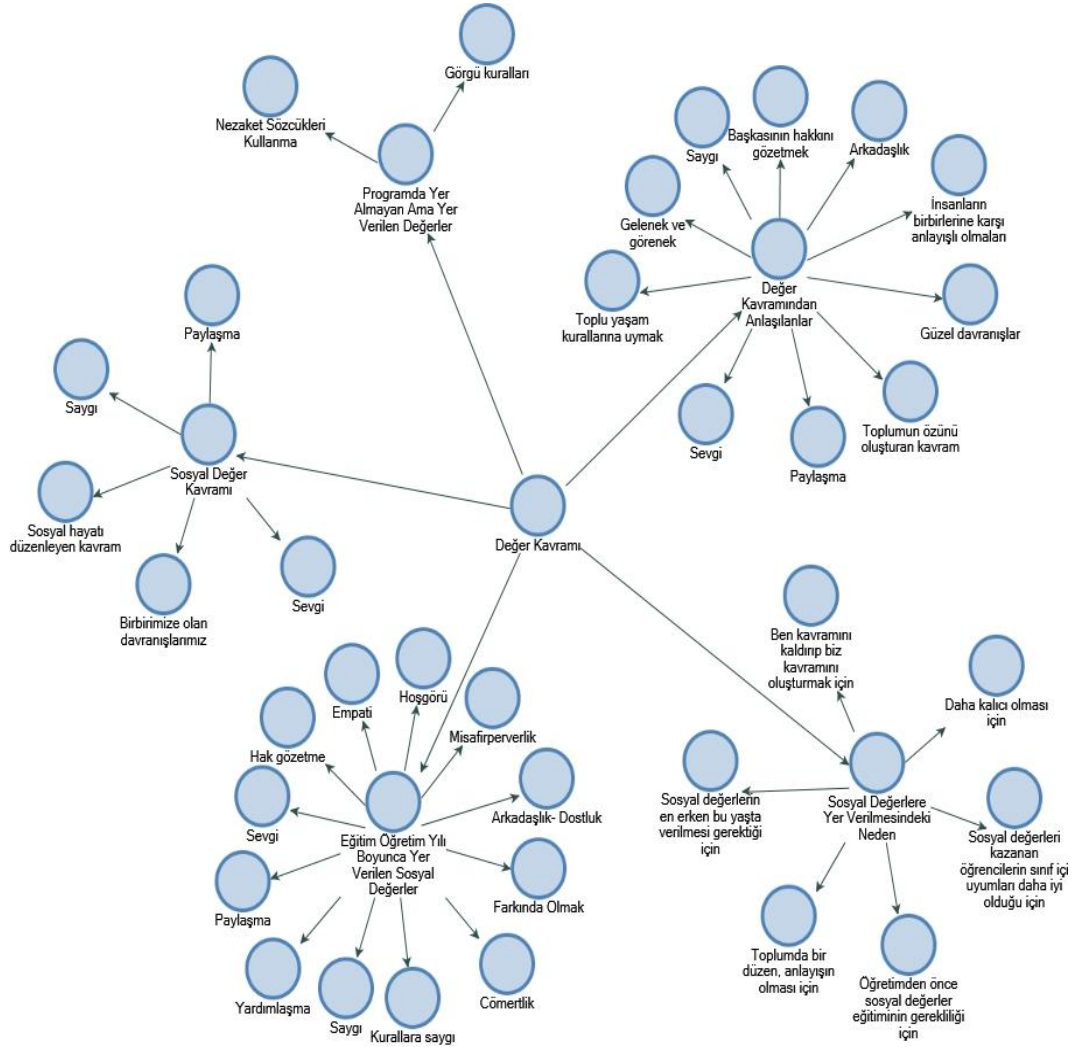 Görgü kuralları
Nezaket Sözcükleri
Kullanma
Programda Yer
Almayan Ama Yer
Verilen Değerler
Saygı
Başkasının hakkını
gözetmek
Arkadaşlık
Gelenek ve
görenek
İnsanların
birbirlerine karşı
anlayışlı olmaları
Toplu yaşam
kurallarına uymak
Değer
Kavramından
Anlaşılanlar
Güzel davranışlar
Sevgi
Paylaşma
Toplumun özünü
oluşturan kavram
Paylaşma
Saygı
Sosyal Değer
Kavramı
Sosyal hayatı
düzenleyen kavram
Birbirimize olan
davranışlarımız
Sevgi
Değer Kavramı
Hoşgörü
Empati
Misafirperverlik
Hak gözetme
Sevgi
Arkadaşlık- Dostluk
Eğitim Öğretim Yılı
Boyunca Yer
Verilen Sosyal
Değerler
Paylaşma
Farkında Olmak
Yardımlaşma
Saygı
Kurallara saygı
Cömertlik
Ben kavramını
kaldırıp biz
kavramını
oluşturmak için
Daha kalıcı olması
için
Sosyal değerlerin
en erken bu yaşta
verilmesi gerektiği
için
Sosyal Değerlere
Yer Verilmesindeki
Neden
Sosyal değerleri
kazanan
öğrencilerin sınıf içi
uyumları daha iyi
olduğu için
Toplumda bir
düzen, anlayışın
olması için
Öğretimden önce
sosyal değerler
eğitiminin gerekliliği
için